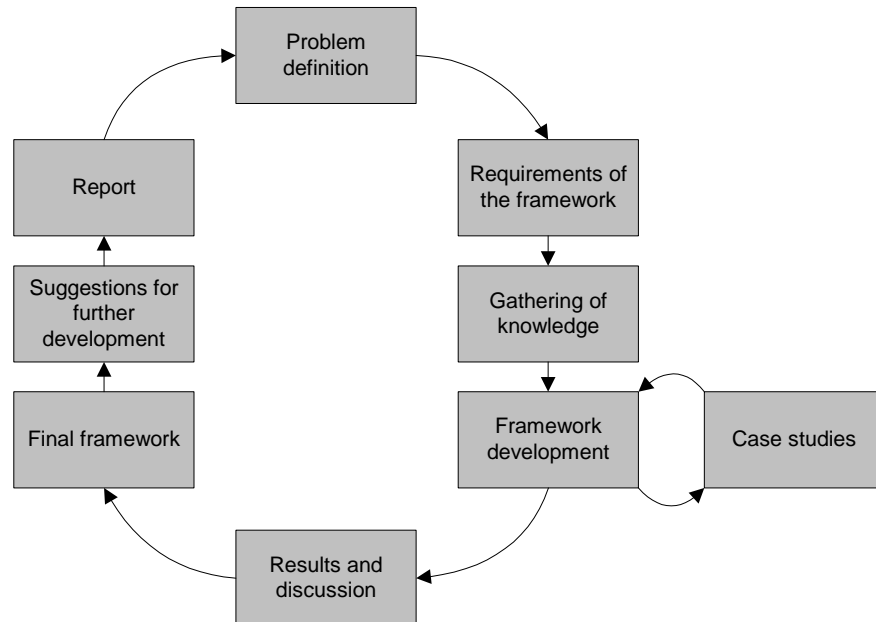 Problem
definition
Requirements of
the framework
Gathering of
knowledge
Framework
development
Case studies
Results and
discussion
Final framework
Suggestions for
further
development
Report